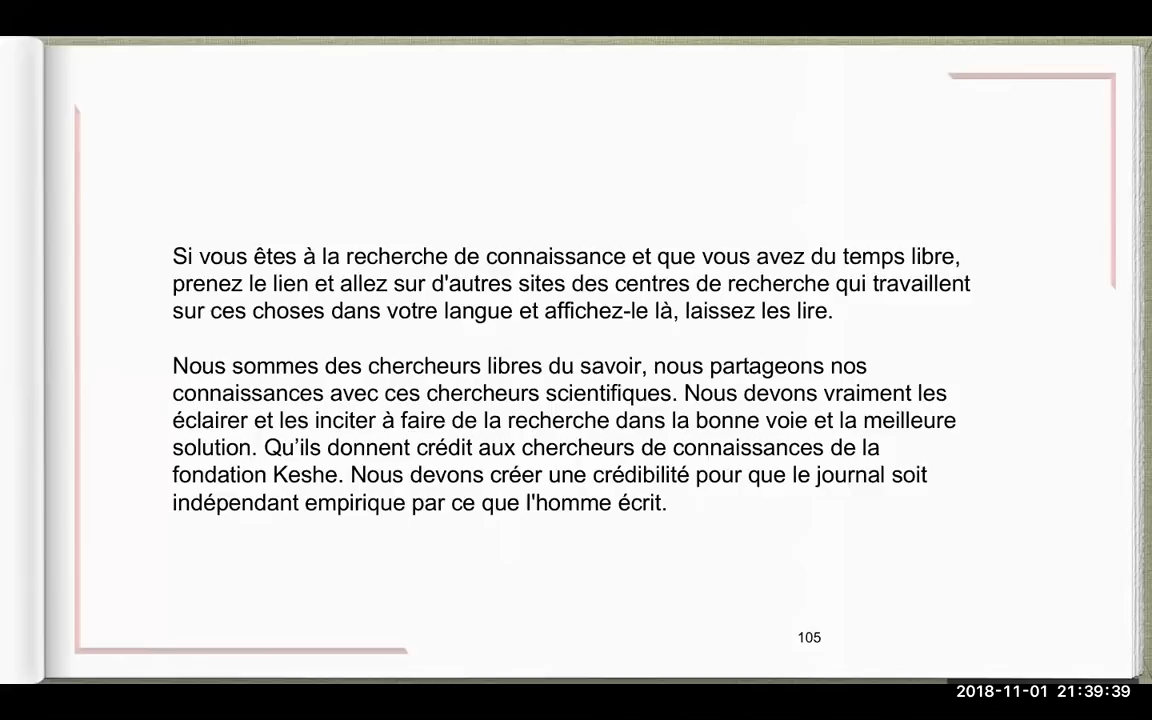 Si vous êtes à la recherche de connaissance et que vous avez du temps libre,
prenez le lien et allez sur d'autres sites des centres de recherche qui travaillent
sur ces choses dans votre langue et affichez-le là, laissez les lire.
Nous sommes des chercheurs libres du savoir, nous partageons nos
connaissances avec ces chercheurs scientifiques. Nous devons vraiment les
éclairer et les inciter à faire de la recherche dans la bonne voie et la meilleure
solution. Qu’ils donnent crédit aux chercheurs de connaissances de la
fondation Keshe. Nous devons créer une crédibilité pour que le journal soit
indépendant empirique par ce que l'homme écrit.
105
2018-11-01 21:39:39